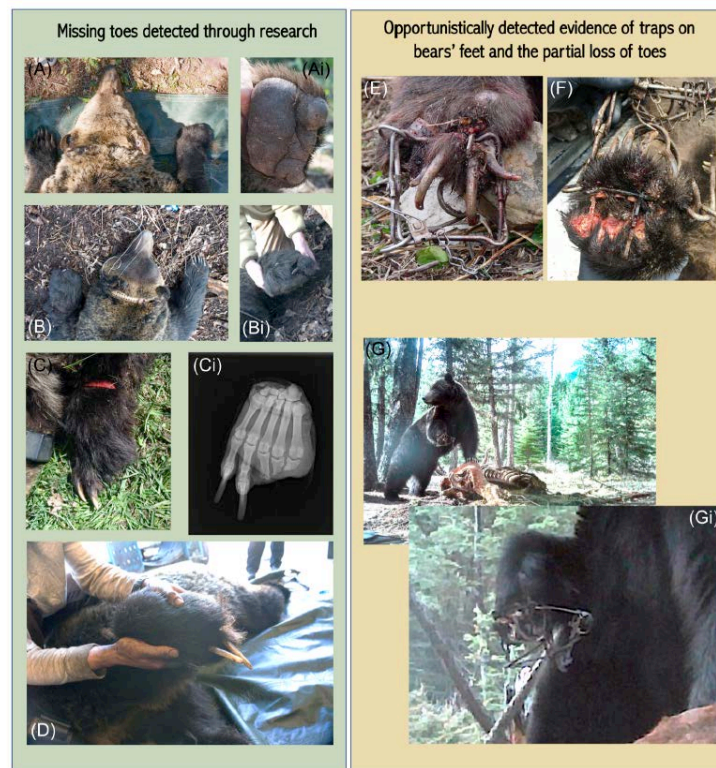 Missing toes detected through research
Opportunistically detected evidence of traps on
bears' feet and the partial loss of toes
(A)
(Ai)
(B)
(Bi)
(C)
(Ci)
(D)
(E)
(F)
(G)
(Gi)